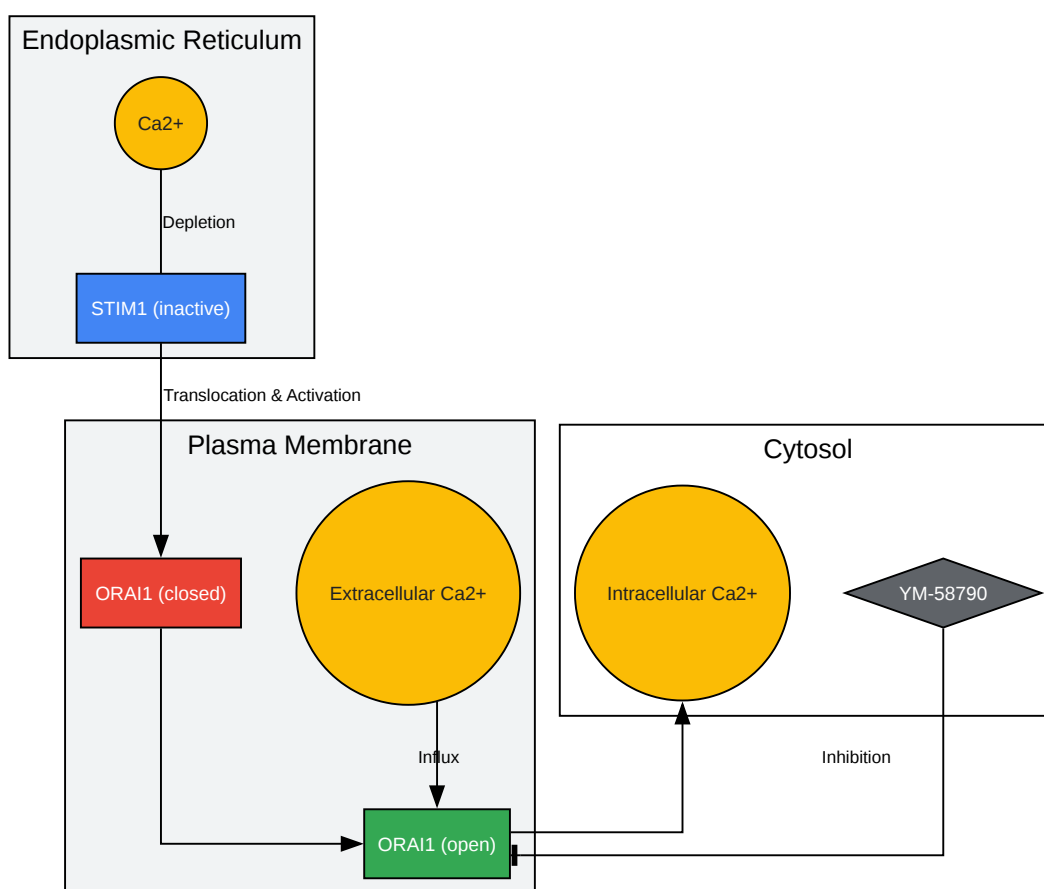 Endoplasmic Reticulum
Ca2+
Depletion
STIM1 (inactive)
Translocation & Activation
Plasma Membrane
Cytosol
ORAI1 (closed)
Extracellular Ca2+
Intracellular Ca2+
YM-58790
Influx
Inhibition
ORAI1 (open)